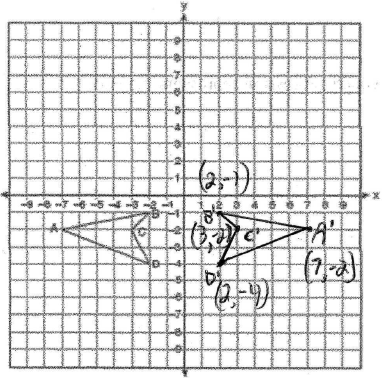 y
9
8
7
6
5
4
3
2
1
(2,-1)
-9 -8 -7 -6 -5 -4 -3 -2 -1 1 2 3 4 5 6 7 8 9 x
-1 B B'
-2 A C (3,-2) C' A'
-3
-4 D D' (7,-2)
-5 (2,-4)
-6
-7
-8
-9
y